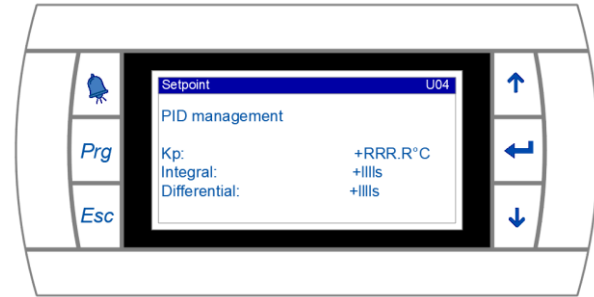 Setpoint U04
PID management
Kp: +RRR.R°C
Integral: +IIIIs
Differential: +IIIIs
Prg
Esc